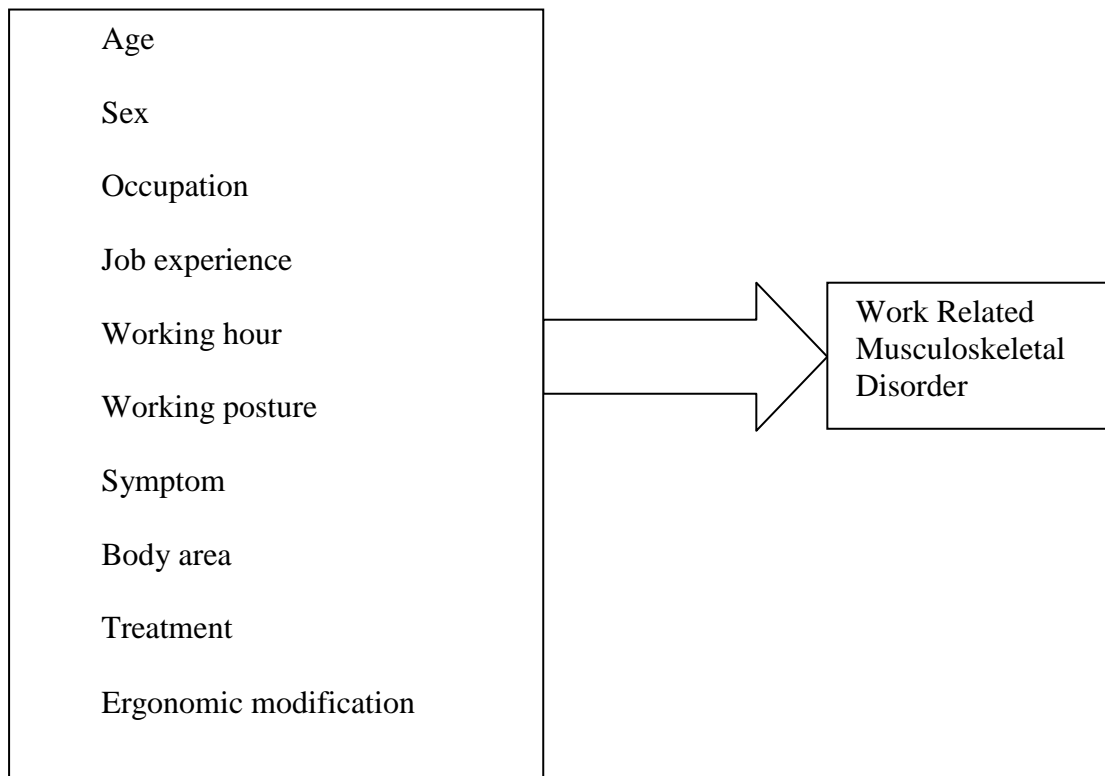 Age
Sex
Occupation
Job experience
Working hour
Working posture
Symptom
Body area
Treatment
Ergonomic modification
Work Related
Musculoskeletal
Disorder